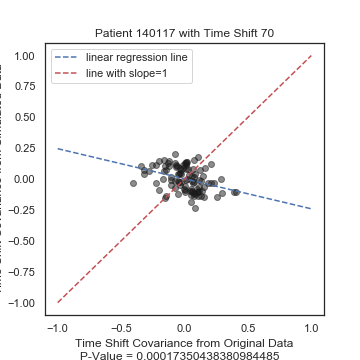 Patient 140117 with Time Shift 70
linear regression line
line with slope=1
1.00
0.75
0.50
0.25
0.00
−0.25
−0.50
−0.75
−1.00
−1.0
−0.5
0.0
0.5
1.0
Time Shift Covariance from Original Data
P-Value = 0.00017350438380984485